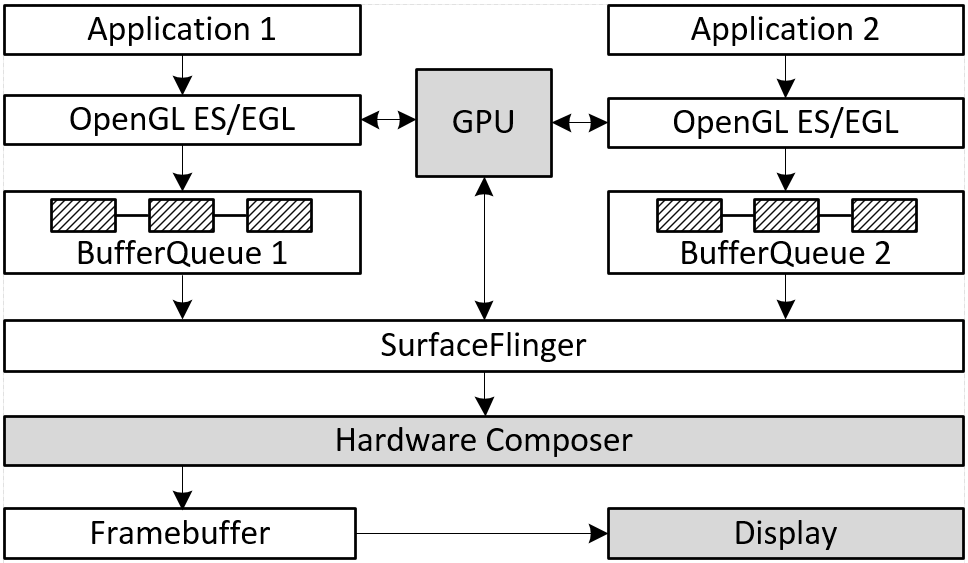 Application 1
Application 2
OpenGL ES/EGL
GPU
OpenGL ES/EGL
BufferQueue 1
BufferQueue 2
SurfaceFlinger
Hardware Composer
Framebuffer
Display